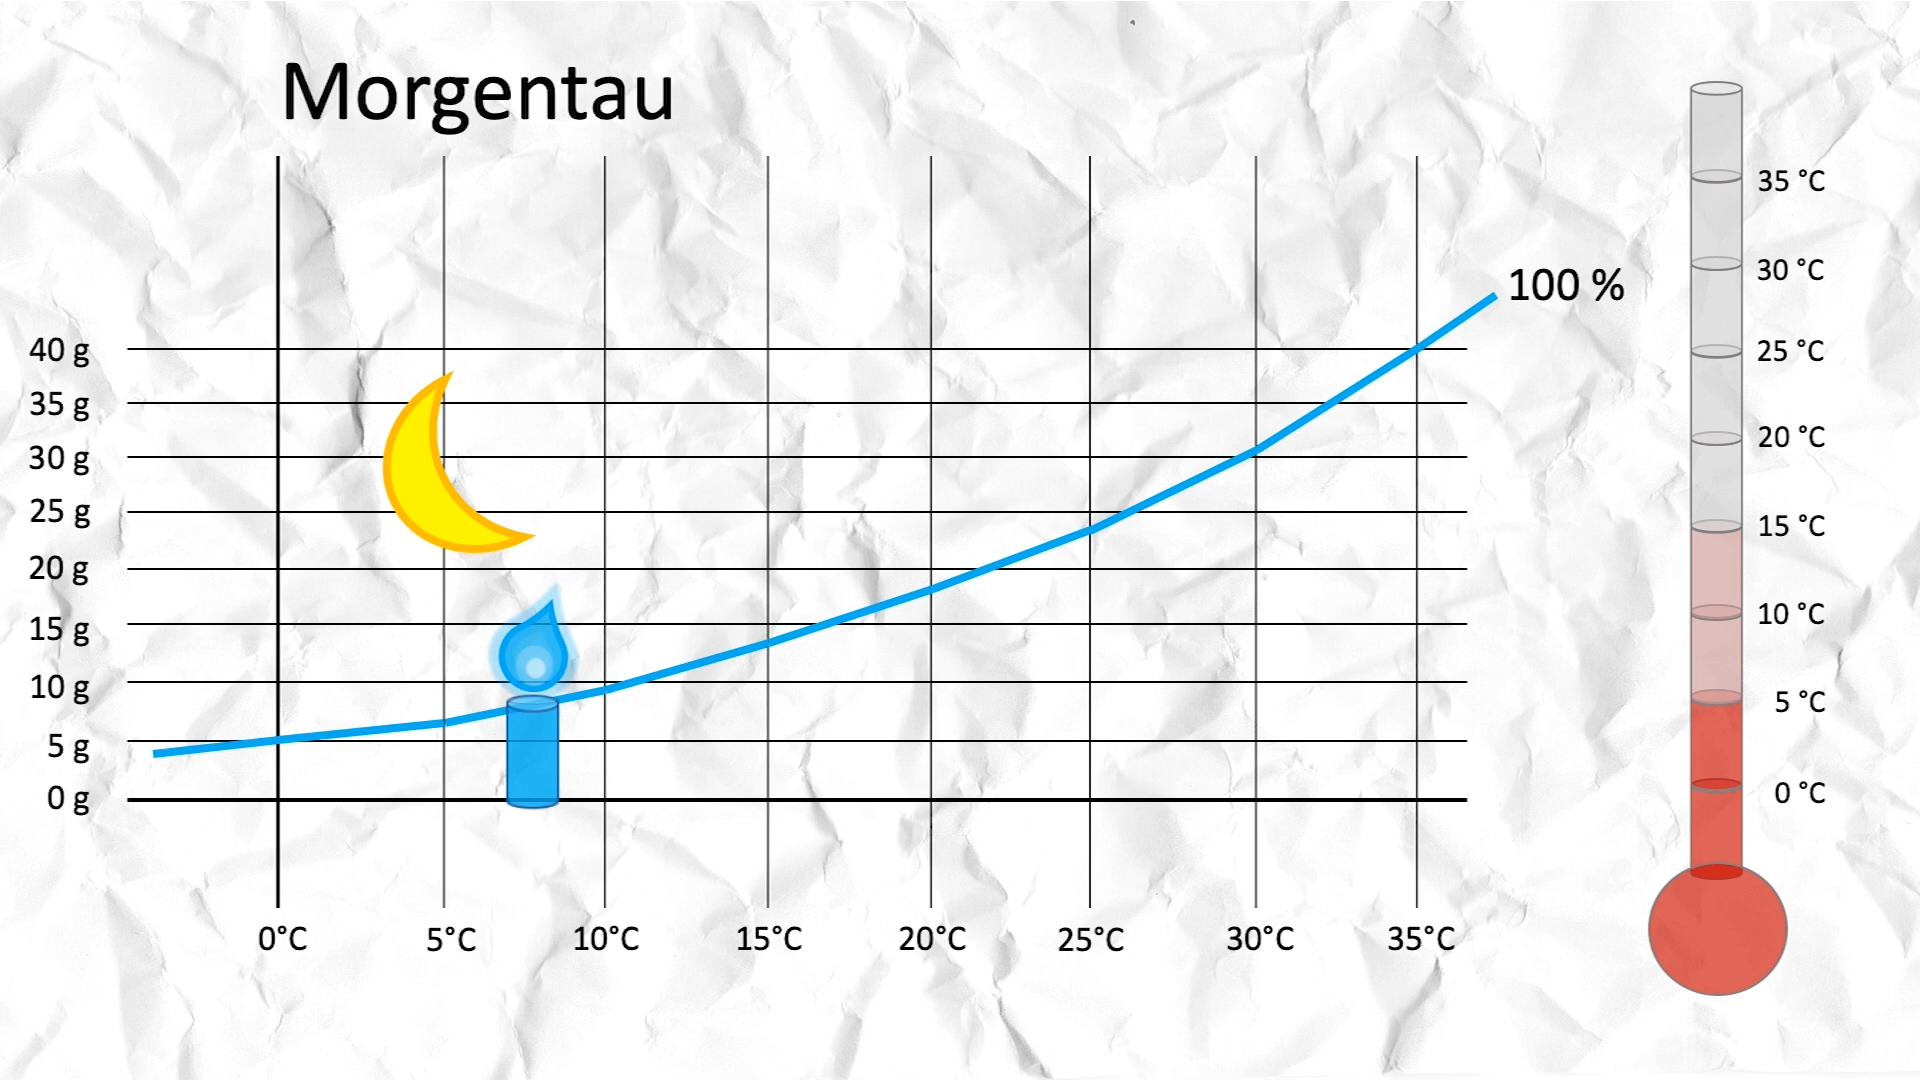 Morgentau
100 %
40 g
35 g
30 g
25 g
20 g
15 g
10 g
5 g
0 g
0°C 5°C 10°C 15°C 20°C 25°C 30°C 35°C
35 °C
30 °C
25 °C
20 °C
15 °C
10 °C
5 °C
0 °C